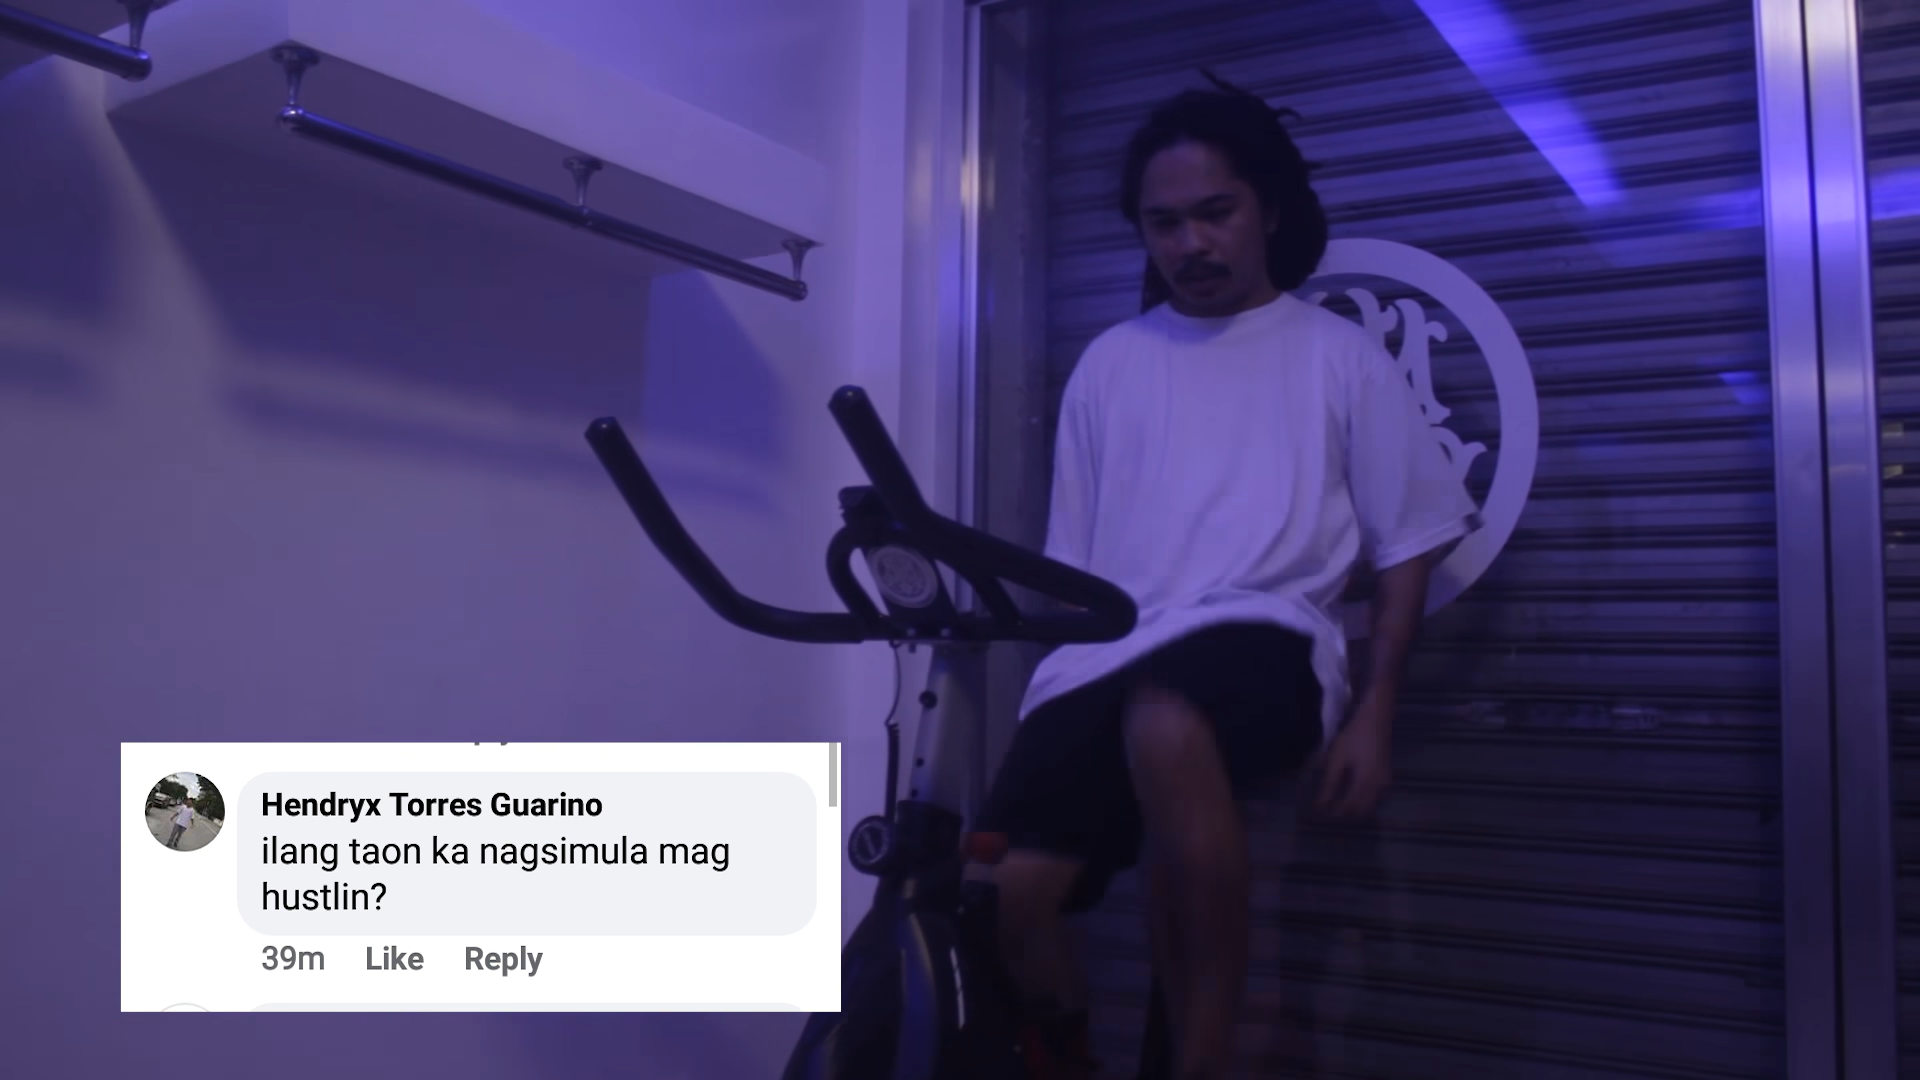 Hendryx Torres Guarino
ilang taon ka nagsimula mag
hustlin?
39m Like Reply